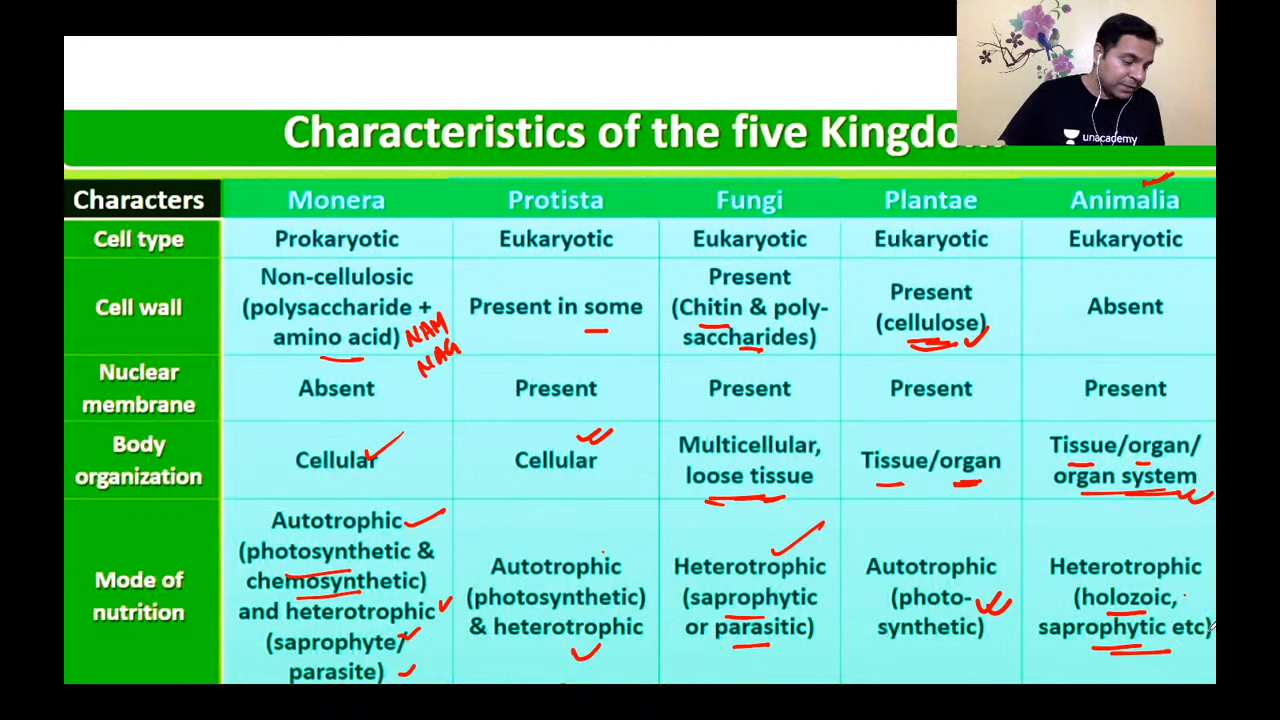 unacademy
Characteristics of the five
Characters Monera Protista Fungi Plantae Animalia
Cell type Prokaryotic Eukaryotic Eukaryotic Eukaryotic Eukaryotic
Cell wall
Non-cellulosic
(polysaccharide +
amino acid)
NAM
NAG
Present in some
Present
(Chitin & poly-
saccharides)
Present
(cellulose)
Absent
Nuclear
membrane
Absent Present Present Present Present
Body
organization
Cellular
Cellular
Multicellular,
loose tissue
Tissue/organ
Tissue/organ/
organ system
Mode of
nutrition
Autotrophic
(photosynthetic &
chemosynthetic)
and heterotrophic
(saprophyte/
parasite)
Autotrophic
(photosynthetic)
& heterotrophic
Heterotrophic
(saprophytic
or parasitic)
Autotrophic
(photo-
synthetic)
Heterotrophic
(holozoic,
saprophytic etc)